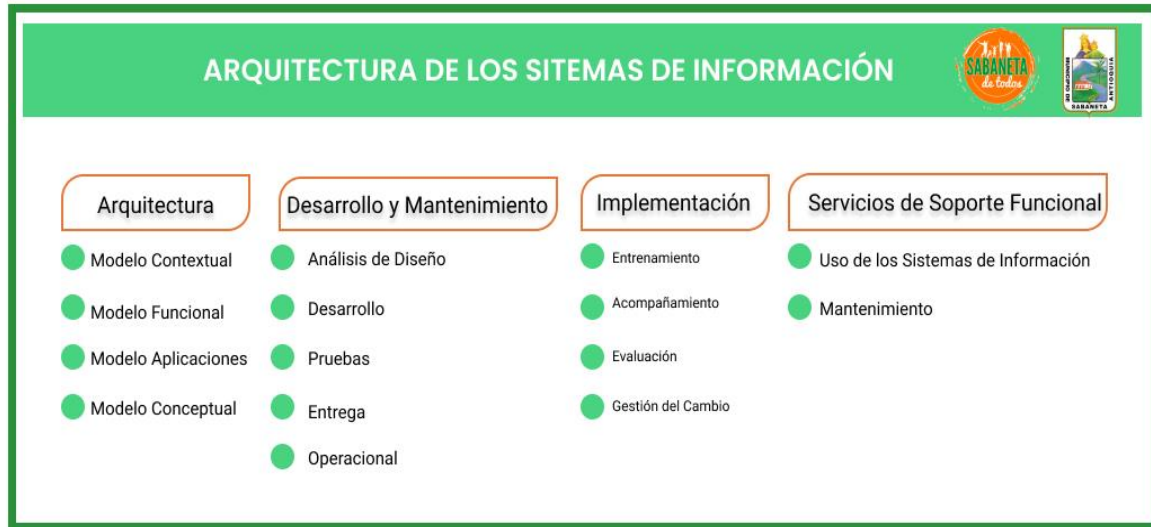 ARQUITECTURA DE LOS SITEMAS DE INFORMACIÓN
SABANETA
de todos
MUNICIPIO DE
SABANETA
ANTIOQUIA
Arquitectura
Modelo Contextual
Modelo Funcional
Modelo Aplicaciones
Modelo Conceptual
Desarrollo y Mantenimiento
Análisis de Diseño
Desarrollo
Pruebas
Entrega
Operacional
Implementación
Entrenamiento
Acompañamiento
Evaluación
Gestión del Cambio
Servicios de Soporte Funcional
Uso de los Sistemas de Información
Mantenimiento